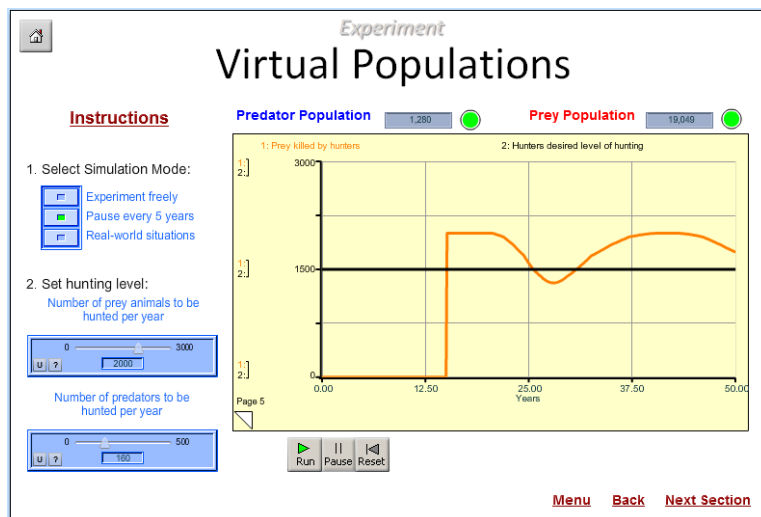 Experiment
Virtual Populations
Instructions
Predator Population 1,280 Prey Population 19,049
1: Prey killed by hunters 2: Hunters desired level of hunting
1. Select Simulation Mode:
Experiment freely
Pause every 5 years
Real-world situations
2. Set hunting level:
Number of prey animals to be
hunted per year
0 3000
U ? 2000
Number of predators to be
hunted per year
0 500
U ? 160
1:
2:
3000
1:
2:
1500
1:
2:
0
0.00 12.50 25.00 37.50 50.00
Years
Page 5
Run Pause Reset
Menu Back Next Section